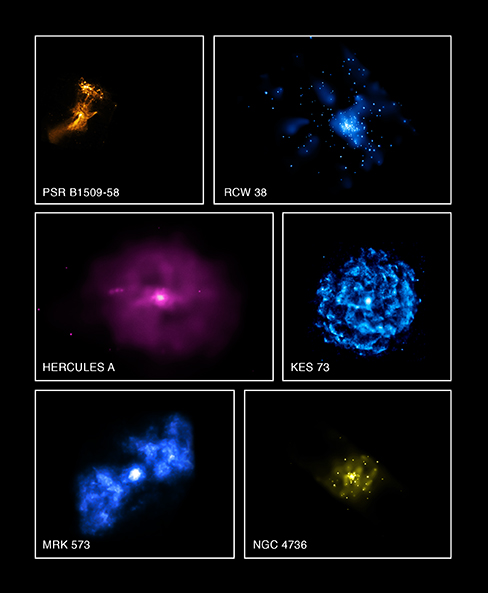 PSR B1509-58
RCW 38
HERCULES A
KES 73
MRK 573
NGC 4736